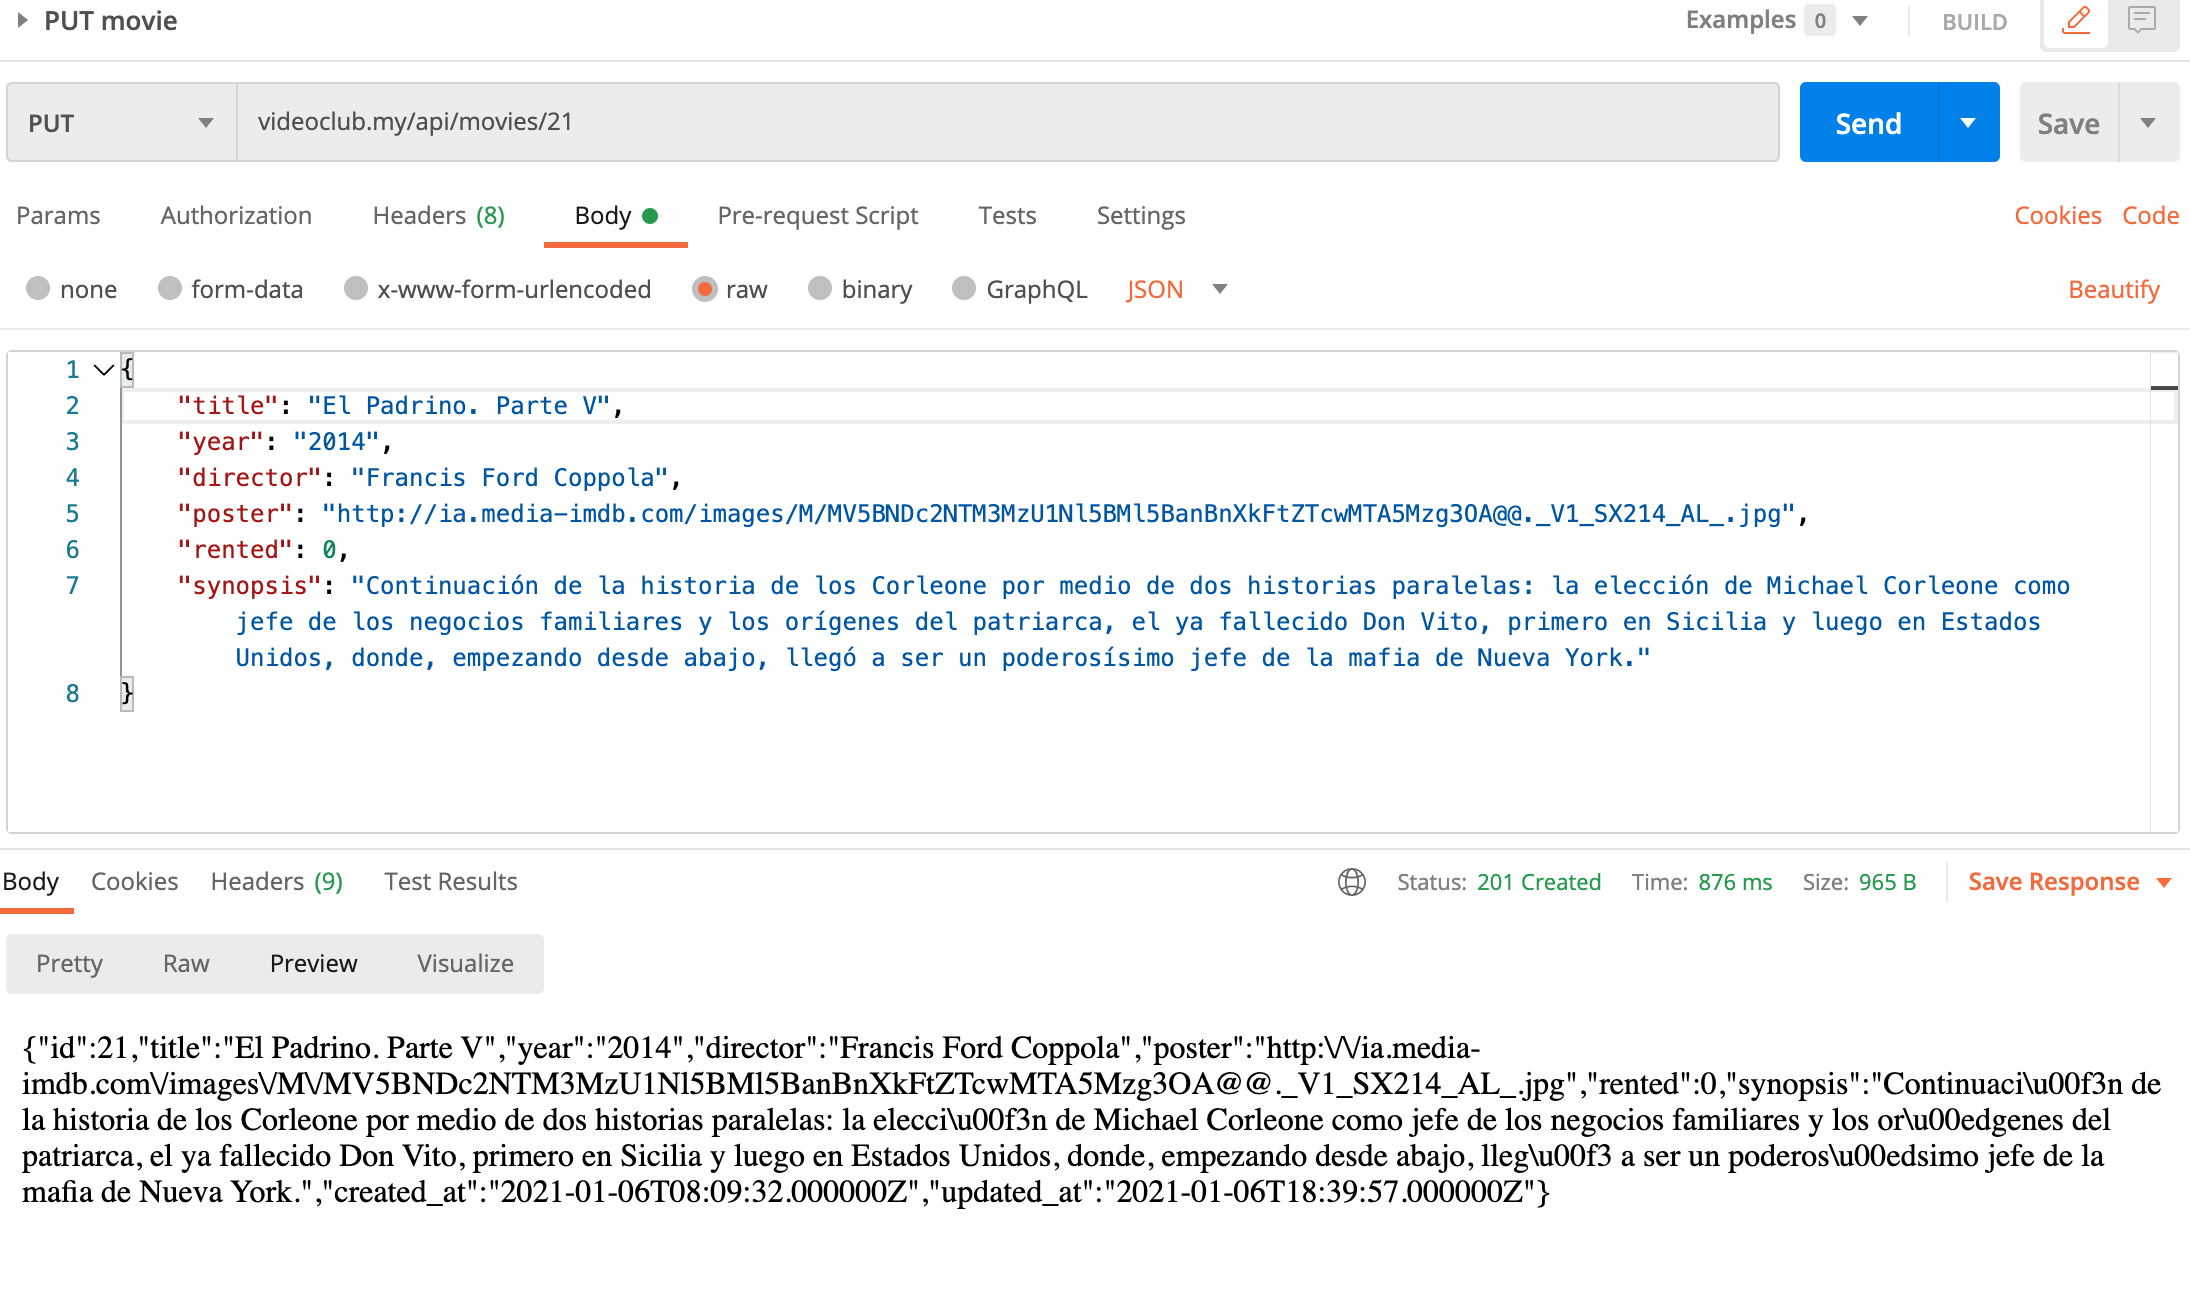 PUT movie
Examples 0
BUILD
PUT
videoclub.my/api/movies/21
Send
Save
Params Authorization Headers (8) Body Pre-request Script Tests Settings Cookies Code
none form-data x-www-form-urlencoded raw binary GraphQL JSON Beautify
1 {
2 "title": "El Padrino. Parte V",
3 "year": "2014",
4 "director": "Francis Ford Coppola",
5 "poster": "http://ia.media-imdb.com/images/M/MV5BNDc2NTM3MzU1Nl5BMl5BanBnXkFtZTcwMTA5Mzg3OA@@._V1_SX214_AL_.jpg",
6 "rented": 0,
7 "synopsis": "Continuación de la historia de los Corleone por medio de dos historias paralelas: la elección de Michael Corleone como
jefe de los negocios familiares y los orígenes del patriarca, el ya fallecido Don Vito, primero en Sicilia y luego en Estados
Unidos, donde, empezando desde abajo, llegó a ser un poderosísimo jefe de la mafia de Nueva York."
8 }
Body Cookies Headers (9) Test Results Status: 201 Created Time: 876 ms Size: 965 B Save Response
Pretty Raw Preview Visualize
{"id":21,"title":"El Padrino. Parte V","year":"2014","director":"Francis Ford Coppola","poster":"http:\/\/ia.media-
imdb.com\/images\/M\/MV5BNDc2NTM3MzU1Nl5BMl5BanBnXkFtZTcwMTA5Mzg3OA@@._V1_SX214_AL_.jpg","rented":0,"synopsis":"Continuaci\u00f3n de
la historia de los Corleone por medio de dos historias paralelas: la elecci\u00f3n de Michael Corleone como jefe de los negocios familiares y los or\u00edgenes del
patriarca, el ya fallecido Don Vito, primero en Sicilia y luego en Estados Unidos, donde, empezando desde abajo, lleg\u00f3 a ser un poderos\u00edsimo jefe de la
mafia de Nueva York.","created_at":"2021-01-06T08:09:32.000000Z","updated_at":"2021-01-06T18:39:57.000000Z"}